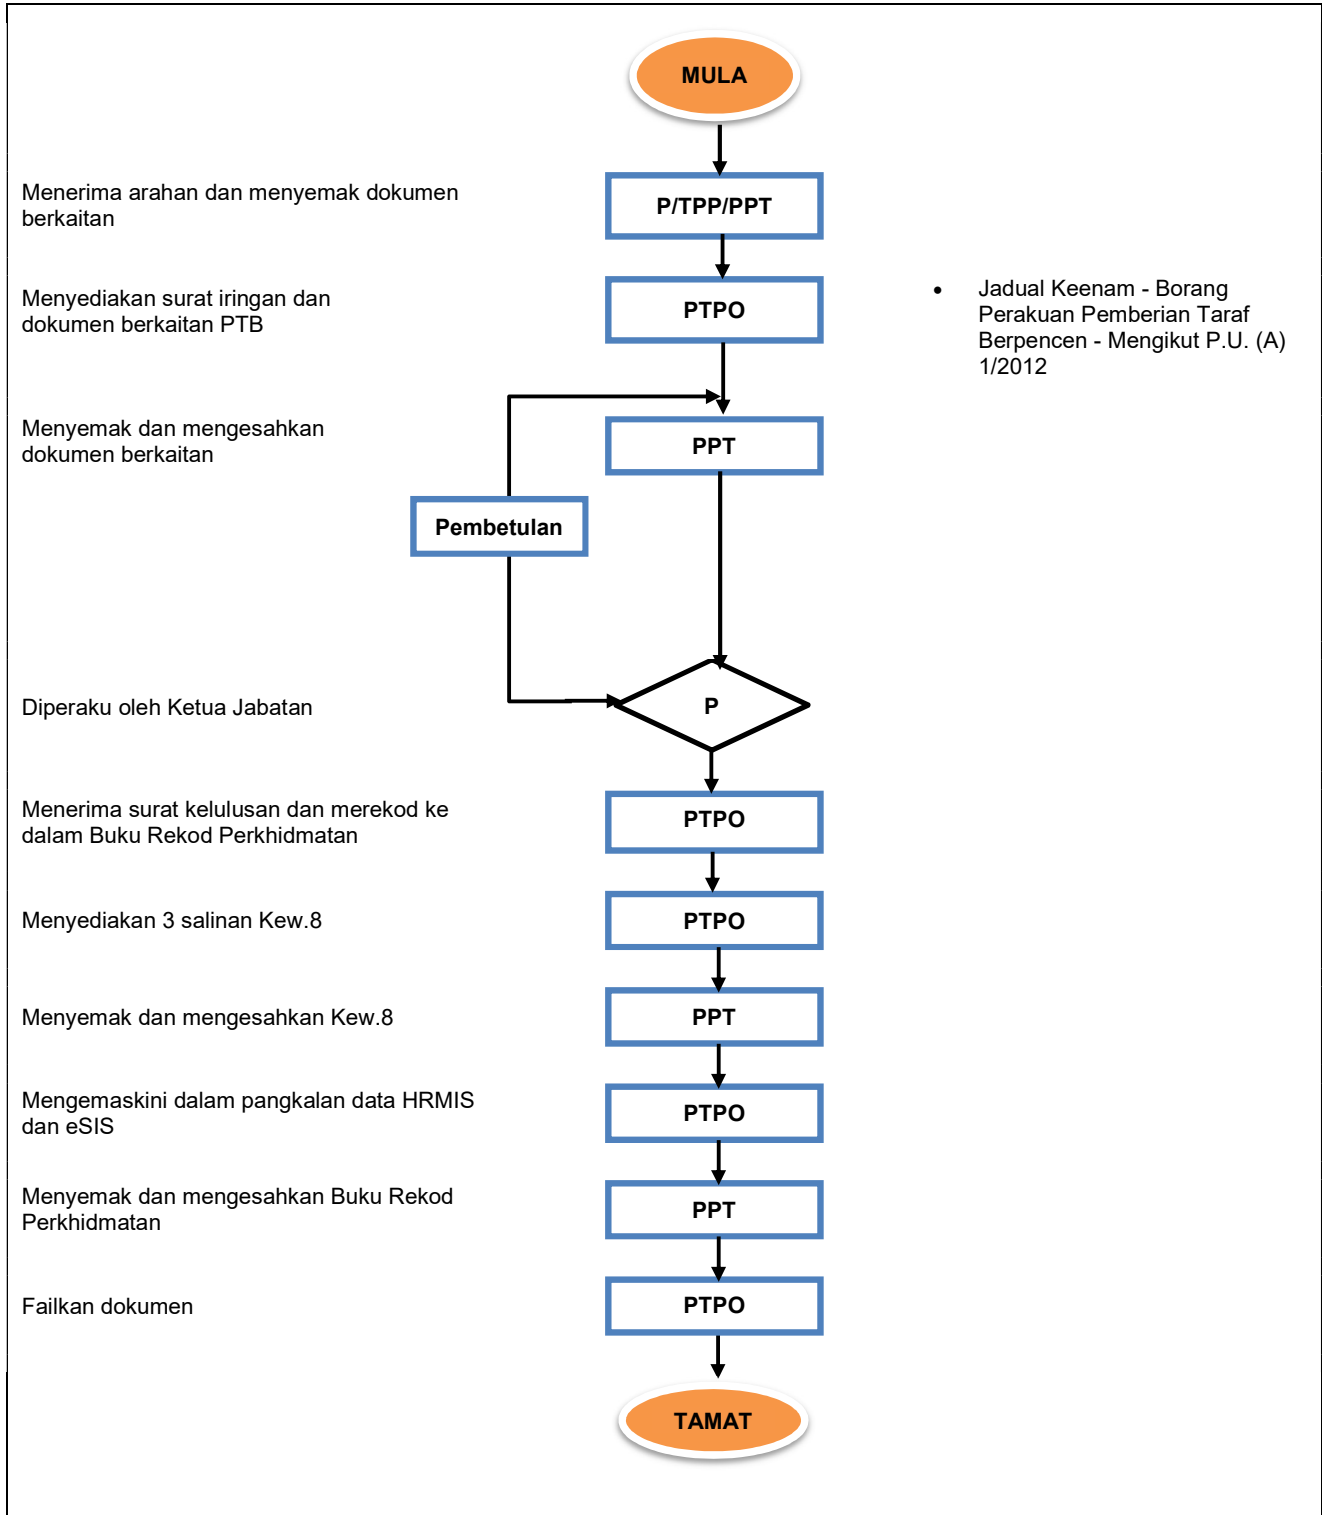 MULA
Menerima arahan dan menyemak dokumen
berkaitan
P/TPP/PPT
Menyediakan surat iringan dan
dokumen berkaitan PTB
PTPO
• Jadual Keenam - Borang
Perakuan Pemberian Taraf
Berpencen - Mengikut P.U. (A)
1/2012
Menyemak dan mengesahkan
dokumen berkaitan
PPT
Pembetulan
Diperaku oleh Ketua Jabatan
P
Menerima surat kelulusan dan merekod ke
dalam Buku Rekod Perkhidmatan
PTPO
Menyediakan 3 salinan Kew.8
PTPO
Menyemak dan mengesahkan Kew.8
PPT
Mengemaskini dalam pangkalan data HRMIS
dan eSIS
PTPO
Menyemak dan mengesahkan Buku Rekod
Perkhidmatan
PPT
Failkan dokumen
PTPO
TAMAT